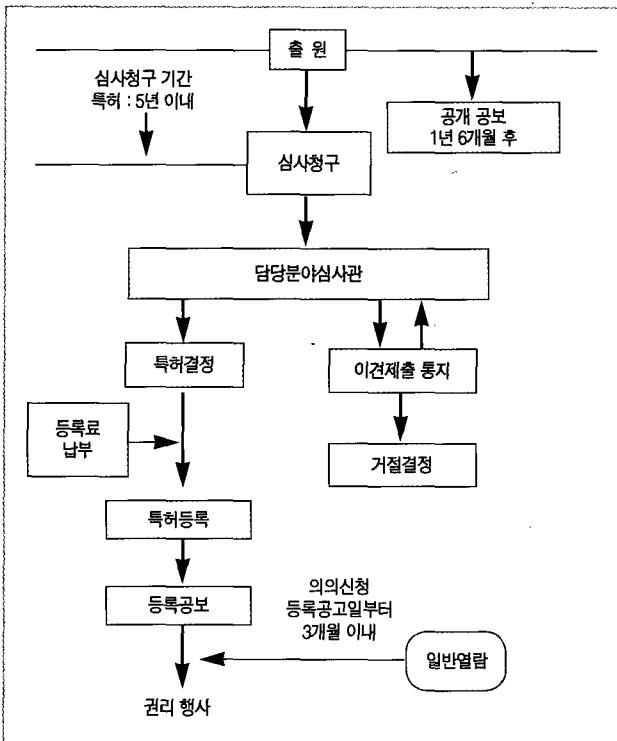 출 원
심사청구 기간
특허 : 5년 이내
공개 공보
1년 6개월 후
심사청구
담당분야심사관
특허결정
이견제출 통지
등록료
납부
거절결정
특허등록
등록공보
의의신청
등록공고일부터
3개월 이내
일반열람
권리 행사